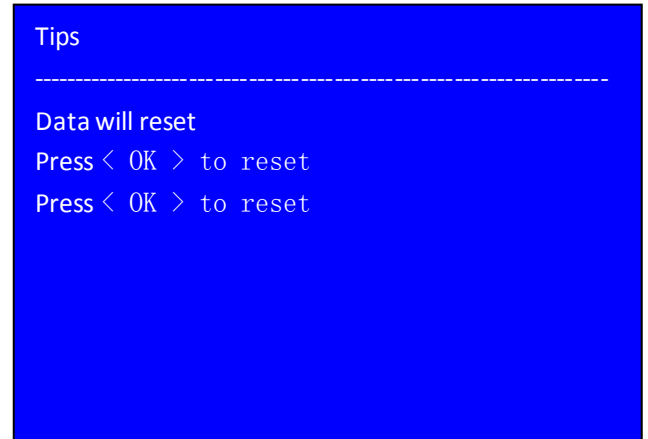 Tips
----------------------------------------------------------------------
Data will reset
Press < OK > to reset
Press < OK > to reset